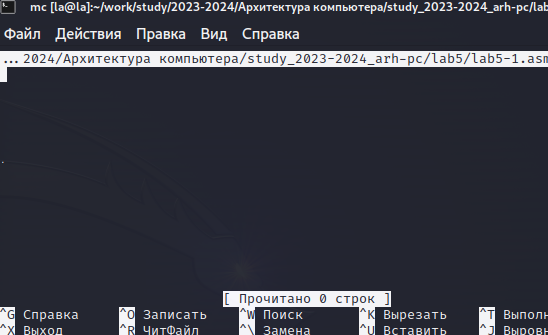 mc [la@la]:~/work/study/2023-2024/Архитектура компьютера/study_2023-2024_arh-pc/lab
Файл Действия Правка Вид Справка
... 2024/Архитектура компьютера/study_2023-2024_arh-pc/lab5/lab5-1.asm
[ Прочитано 0 строк ]
^G Справка ^O Записать ^W Поиск ^K Вырезать ^T Выполн
^X Выход ^R ЧитФайл ^\ Замена ^U Вставить ^J Выровн